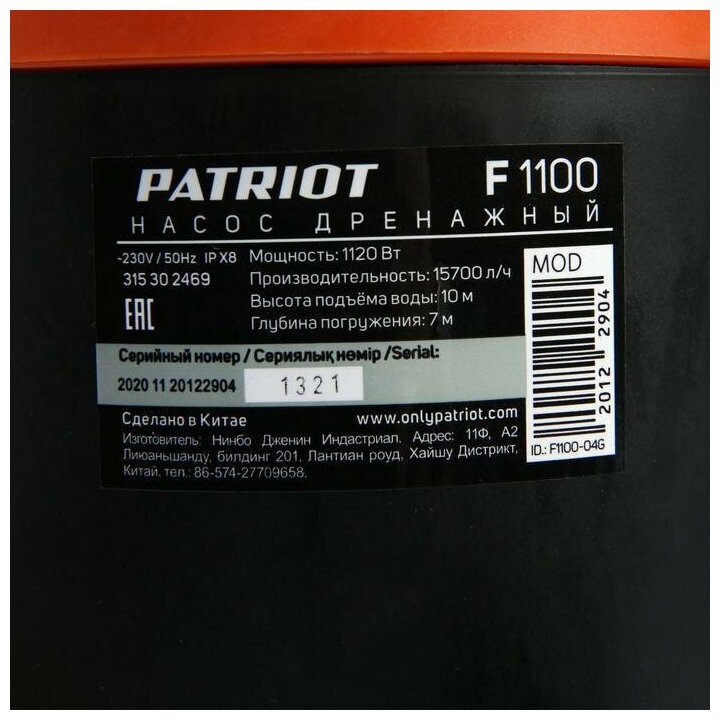 PATRIOT F 1100
НАСОС ДРЕНАЖНЫЙ
~230V / 50Hz IP X8
315 30 2469
EAC
Мощность: 1120 Вт
Производительность: 15700 л/ч
Высота подъёма воды: 10 м
Глубина погружения: 7 м
MOD
2012 2904
ID.: F1100-04G
Серийный номер / Сериялық нөмір /Serial:
2020 11 20122904 1321
Сделано в Китае www.onlypatriot.com
Изготовитель: Нинбо Дженин Индастриал. Адрес: 11Ф, А2
Лиюаньшанду, билдинг 201, Лантиан роуд, Хайшу Дистрикт,
Китай, тел.: 86-574-27709658.